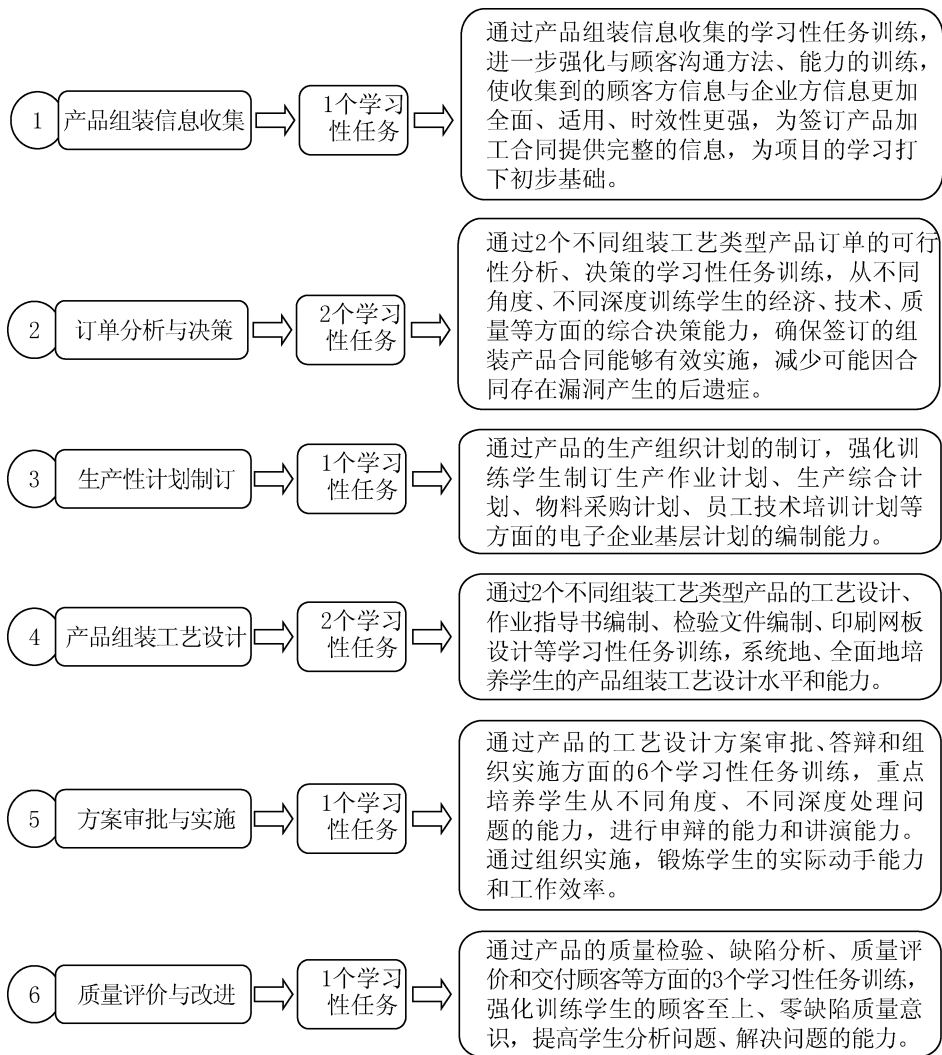 1
产品组装信息收集
1个学习
性任务
通过产品组装信息收集的学习性任务训练，
进一步强化与顾客沟通方法、能力的训练，
使收集到的顾客方信息与企业方信息更加
全面、适用、时效性更强，为签订产品加
工合同提供完整的信息，为项目的学习打
下初步基础。
2
订单分析与决策
2个学习
性任务
通过2个不同组装工艺类型产品订单的可行
性分析、决策的学习性任务训练，从不同
角度、不同深度训练学生的经济、技术、质
量等方面的综合决策能力，确保签订的组
装产品合同能够有效实施，减少可能因合
同存在漏洞产生的后遗症。
3
生产性计划制订
1个学习
性任务
通过产品的生产组织计划的制订，强化训
练学生制订生产作业计划、生产综合计
划、物料采购计划、员工技术培训计划等
方面的电子企业基层计划的编制能力。
4
产品组装工艺设计
2个学习
性任务
通过2个不同组装工艺类型产品的工艺设计、
作业指导书编制、检验文件编制、印刷网板
设计等学习性任务训练，系统地、全面地培
养学生的产品组装工艺设计水平和能力。
5
方案审批与实施
1个学习
性任务
通过产品的工艺设计方案审批、答辩和组
织实施方面的6个学习性任务训练，重点
培养学生从不同角度、不同深度处理问
题的能力，进行申辩的能力和讲演能力。
通过组织实施，锻炼学生的实际动手能力
和工作效率。
6
质量评价与改进
1个学习
性任务
通过产品的质量检验、缺陷分析、质量评
价和交付顾客等方面的3个学习性任务训练，
强化训练学生的顾客至上、零缺陷质量意
识，提高学生分析问题、解决问题的能力。